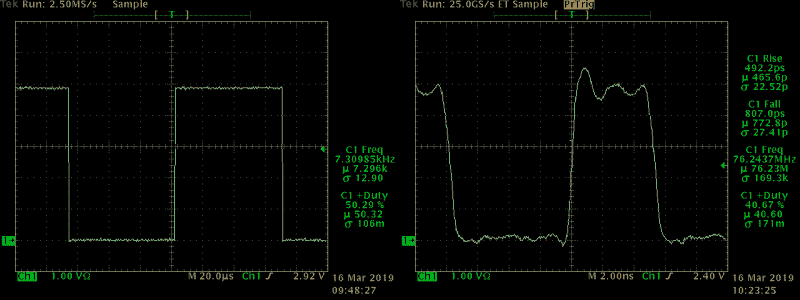 Tek Run: 2.50MS/s Sample
[ T ]
C1 Freq
7.30985kHz
µ 7.296k
σ 12.90
C1 +Duty
50.29 %
µ 50.32
σ 106m
1
Ch1 1.00 VΩ M 20.0µs Ch1 2.92 V
16 Mar 2019
09:48:27
Tek Run: 25.0GS/s ET Sample PrTrig
[ T ]
C1 Rise
492.2ps
µ 465.6p
σ 22.52p
C1 Fall
807.0ps
µ 772.8p
σ 27.41p
C1 Freq
76.2437MHz
µ 76.23M
σ 169.3k
C1 +Duty
40.67 %
µ 40.60
σ 171m
1
Ch1 1.00 VΩ M 2.00ns Ch1 2.40 V
16 Mar 2019
10:23:25